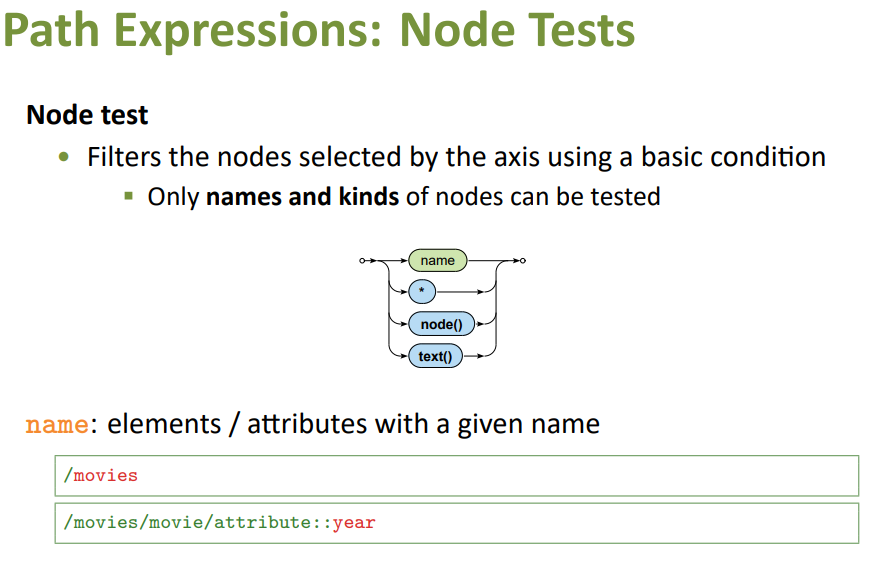 Path Expressions: Node Tests
Node test
• Filters the nodes selected by the axis using a basic condition
▪ Only names and kinds of nodes can be tested
name
*
node()
text()
name: elements / attributes with a given name
/movies
/movies/movie/attribute::year